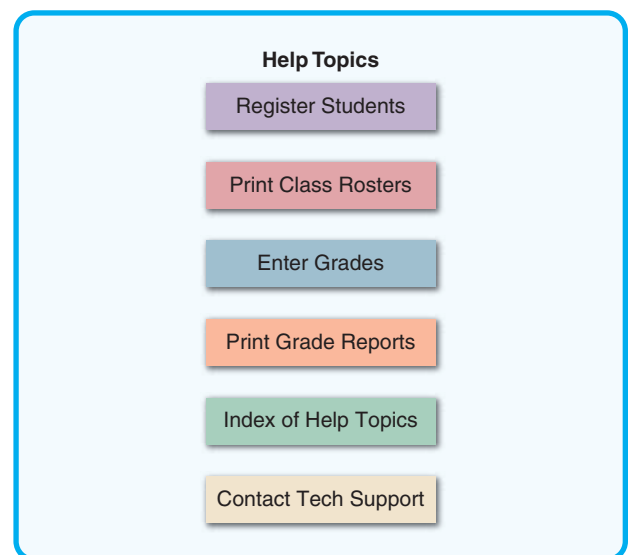 Help Topics
Register Students
Print Class Rosters
Enter Grades
Print Grade Reports
Index of Help Topics
Contact Tech Support